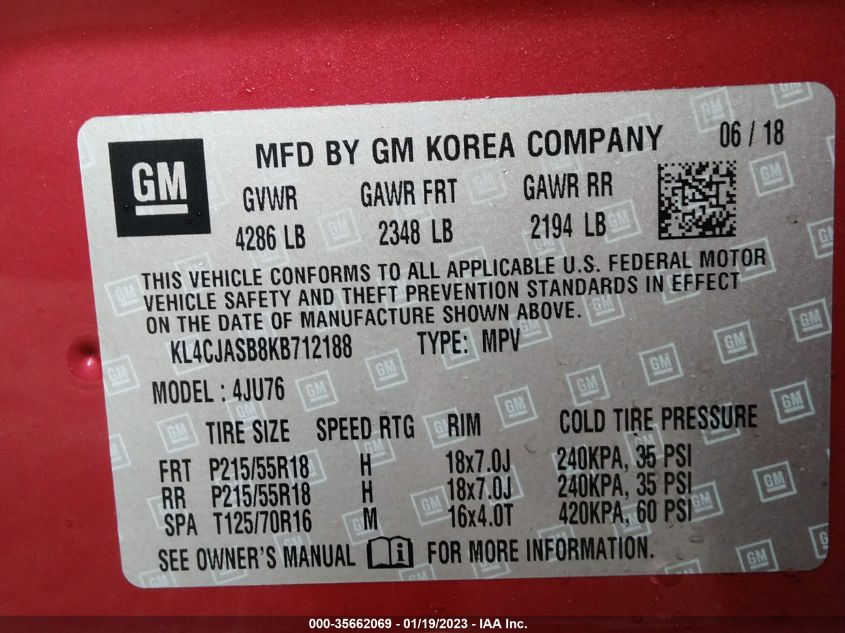 GM
MFD BY GM KOREA COMPANY 06 / 18
GVWR GAWR FRT GAWR RR
4286 LB 2348 LB 2194 LB
THIS VEHICLE CONFORMS TO ALL APPLICABLE U.S. FEDERAL MOTOR
VEHICLE SAFETY AND THEFT PREVENTION STANDARDS IN EFFECT
ON THE DATE OF MANUFACTURE SHOWN ABOVE.
KL4CJASB8KB712188 TYPE: MPV
MODEL : 4JU76
TIRE SIZE SPEED RTG RIM COLD TIRE PRESSURE
FRT P215/55R18 H 18x7.0J 240KPA, 35 PSI
RR P215/55R18 H 18x7.0J 240KPA, 35 PSI
SPA T125/70R16 M 16x4.0T 420KPA, 60 PSI
SEE OWNER'S MANUAL i FOR MORE INFORMATION.
000-35662069 - 01/19/2023 - IAA Inc.